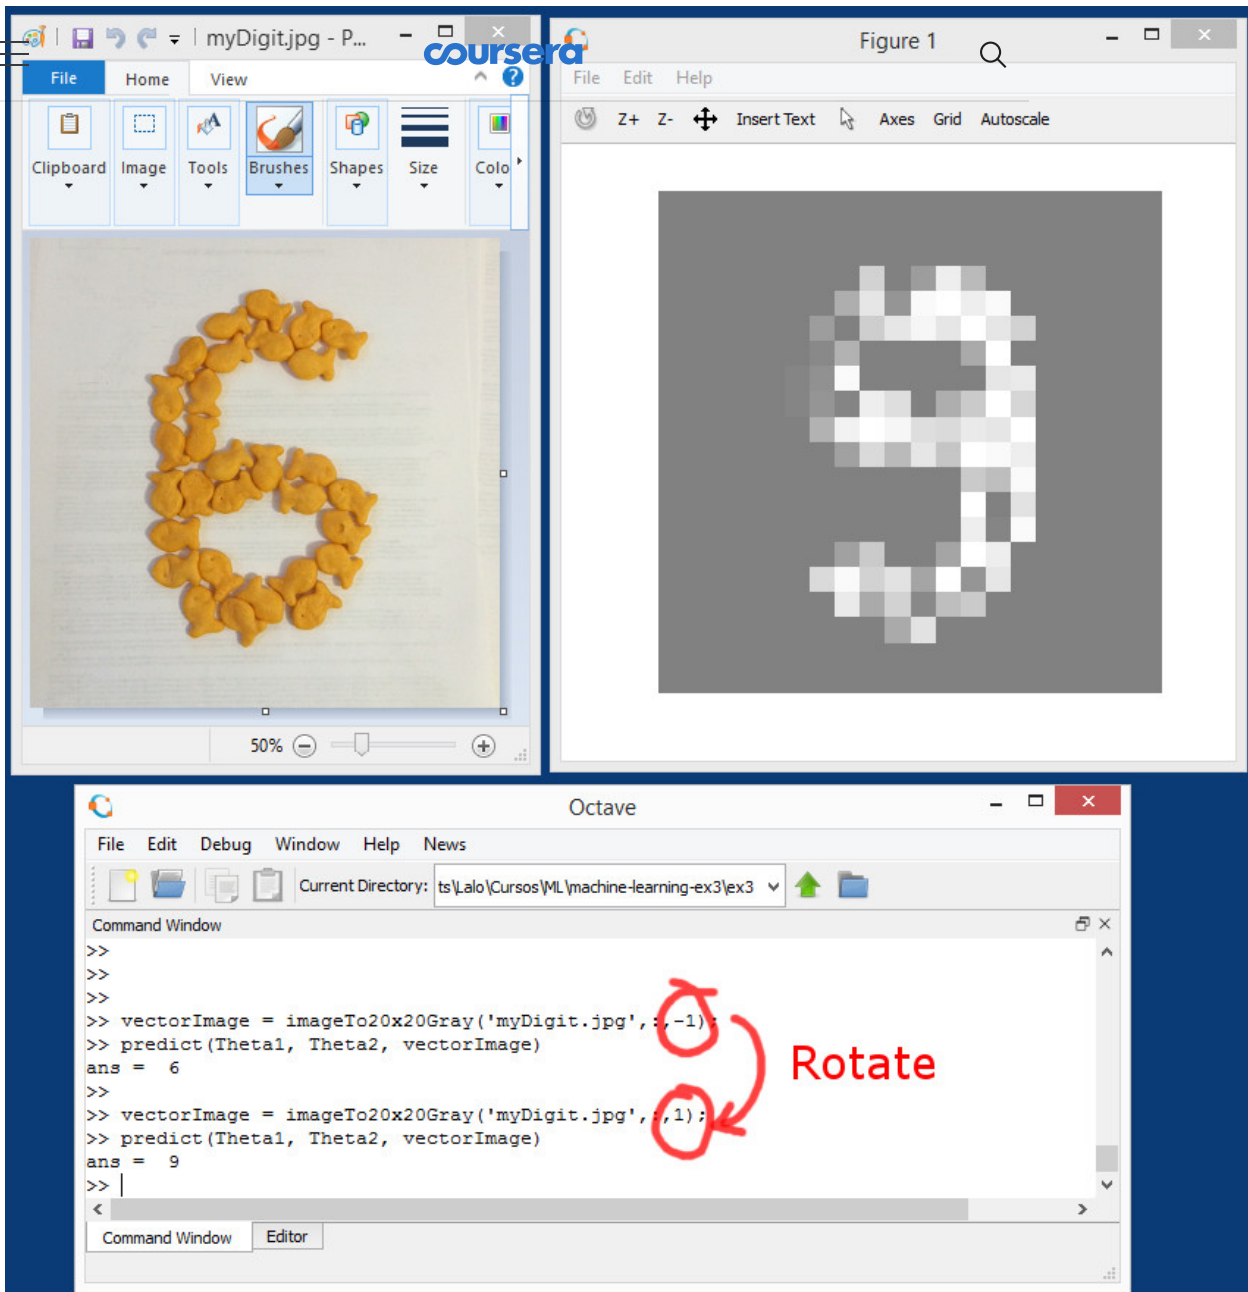 myDigit.jpg - P...
coursera
File Home View
Clipboard Image Tools Brushes Shapes Size Colo
50%
Figure 1
File Edit Help
Z+ Z- Insert Text Axes Grid Autoscale
Octave
File Edit Debug Window Help News
Current Directory: ts\Lalo\Cursos\ML\machine-learning-ex3\ex3
Command Window
>>
>>
>>
>> vectorImage = imageTo20x20Gray('myDigit.jpg',:,-1);
>> predict(Theta1, Theta2, vectorImage)
ans = 6
>>
>> vectorImage = imageTo20x20Gray('myDigit.jpg',:,1);
>> predict(Theta1, Theta2, vectorImage)
ans = 9
>>
Rotate
Command Window Editor